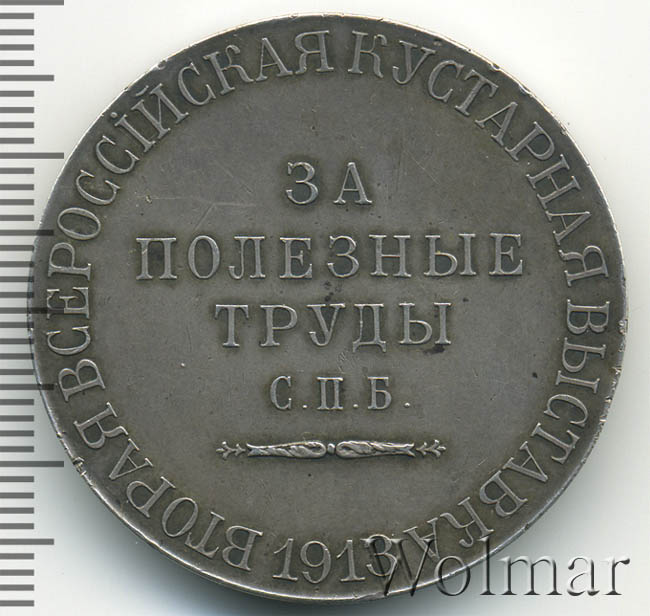 ВТОРАЯ ВСЕРОССІЙСКАЯ КУСТАРНАЯ ВЫСТАВКА
1913
ЗА
ПОЛЕЗНЫЕ
ТРУДЫ
С.П.Б.
Wolmar